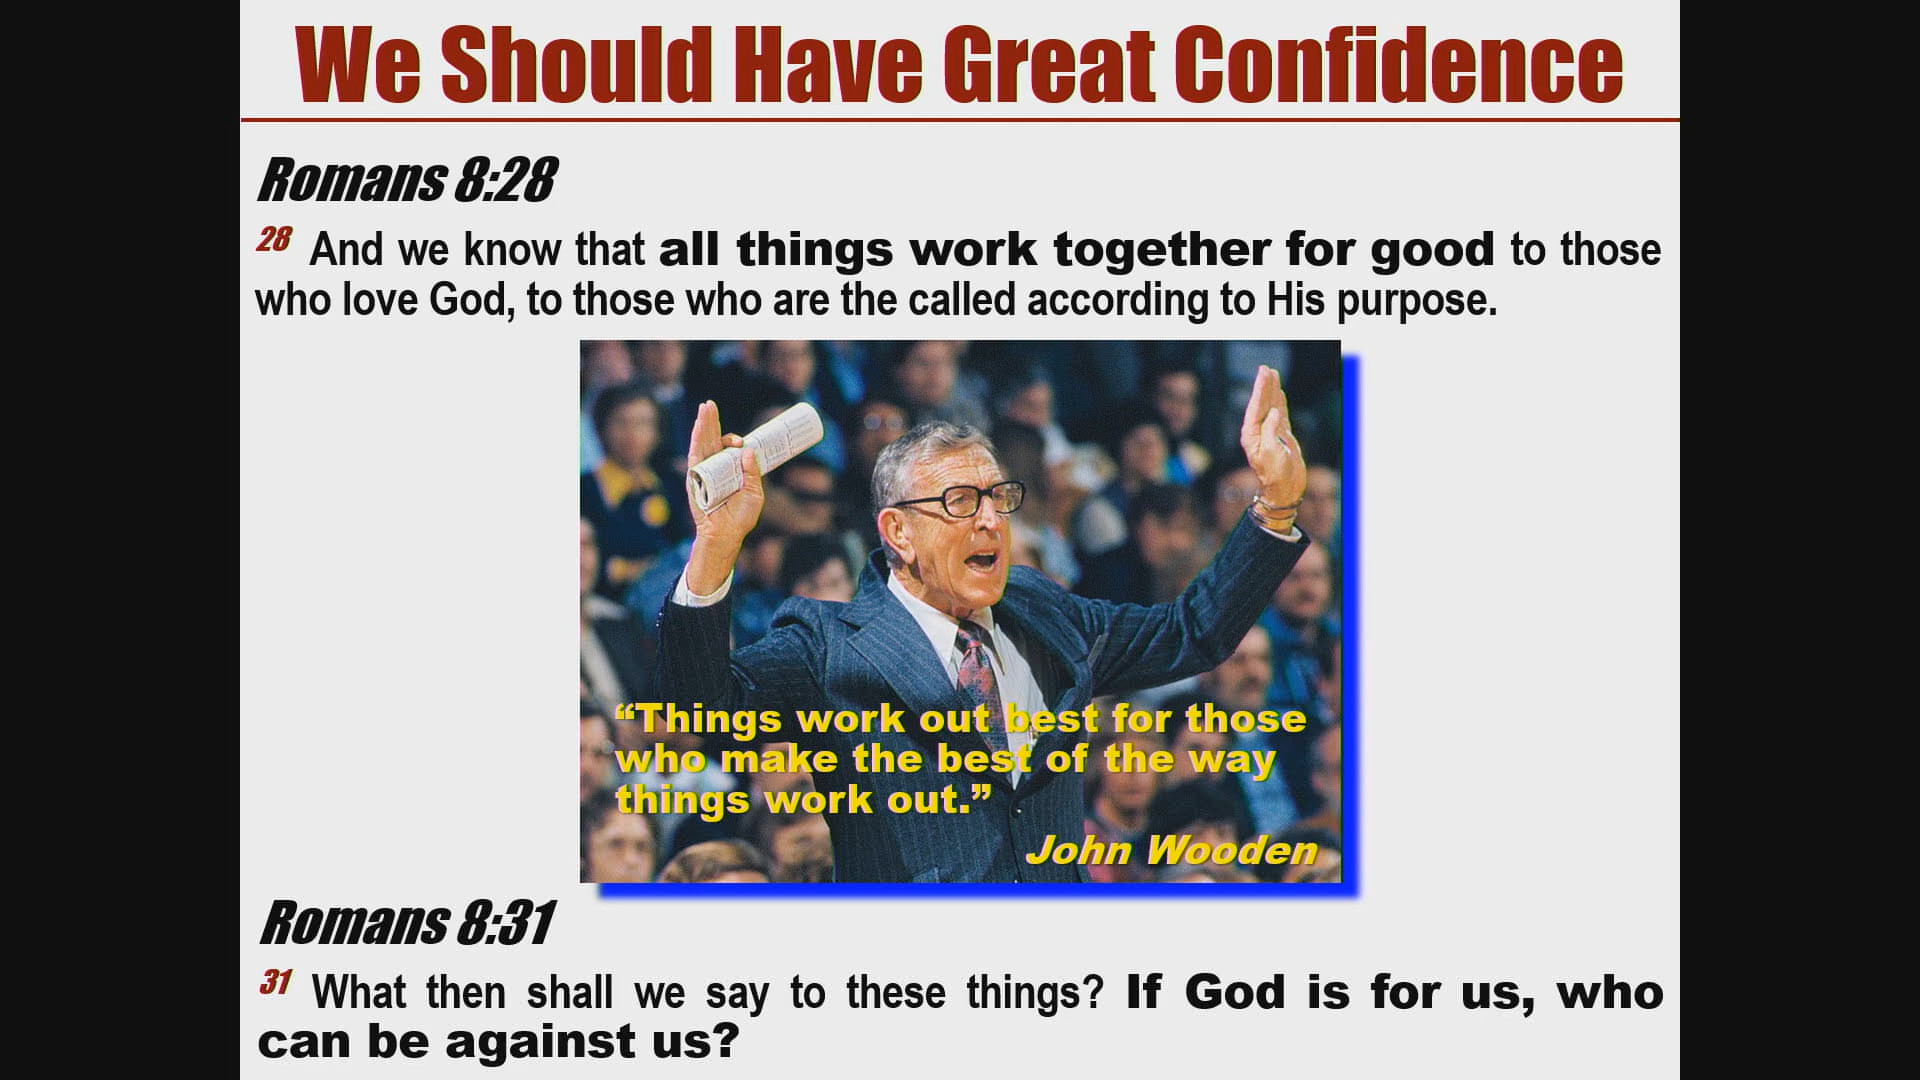 We Should Have Great Confidence
Romans 8:28
28 And we know that all things work together for good to those
who love God, to those who are the called according to His purpose.
“Things work out best for those
who make the best of the way
things work out.”
John Wooden
Romans 8:31
31 What then shall we say to these things? If God is for us, who
can be against us?